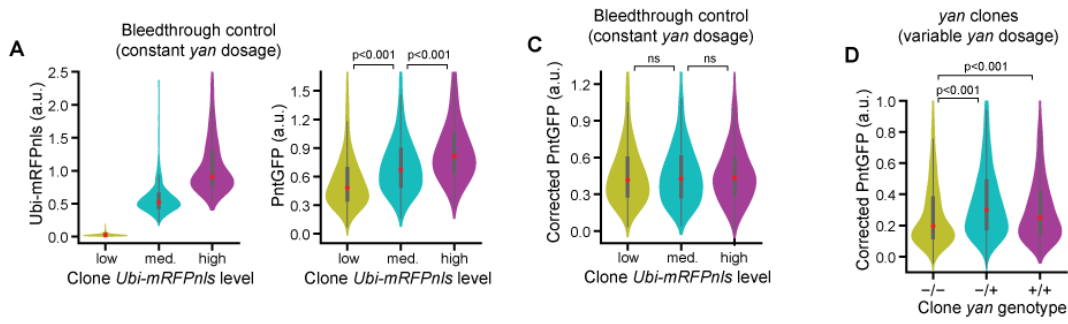 A
Bleedthrough control
(constant yan dosage)
Ubi-mRFPnls (a.u.)
2.5
2.0
1.5
1.0
0.5
0.0
low
med.
high
Clone Ubi-mRFPnls level
p<0.001
p<0.001
PntGFP (a.u.)
1.5
1.2
0.9
0.6
0.3
0.0
low
med.
high
Clone Ubi-mRFPnls level
C
Bleedthrough control
(constant yan dosage)
ns
ns
Corrected PntGFP (a.u.)
1.2
0.9
0.6
0.3
0.0
low
med.
high
Clone Ubi-mRFPnls level
D
yan clones
(variable yan dosage)
p<0.001
p<0.001
Corrected PntGFP (a.u.)
1.0
0.8
0.6
0.4
0.2
0.0
−/−
−/+
+/+
Clone yan genotype